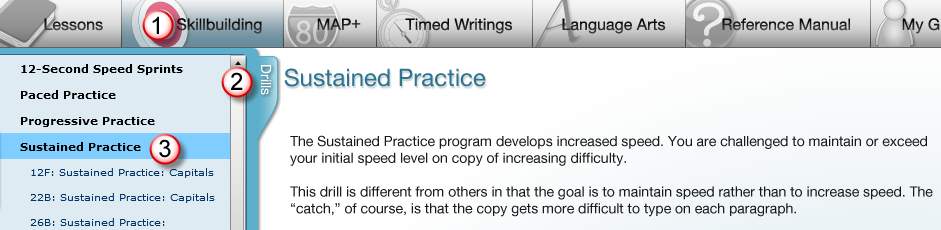 Lessons
1
Skillbuilding
80
MAP+
Timed Writings
Language Arts
Reference Manual
My G
12-Second Speed Sprints
Paced Practice
Progressive Practice
Sustained Practice
3
12F: Sustained Practice: Capitals
22B: Sustained Practice: Capitals
26B: Sustained Practice:
2
Drills
Sustained Practice
The Sustained Practice program develops increased speed. You are challenged to maintain or exceed
your initial speed level on copy of increasing difficulty.
This drill is different from others in that the goal is to maintain speed rather than to increase speed. The
“catch,” of course, is that the copy gets more difficult to type on each paragraph.